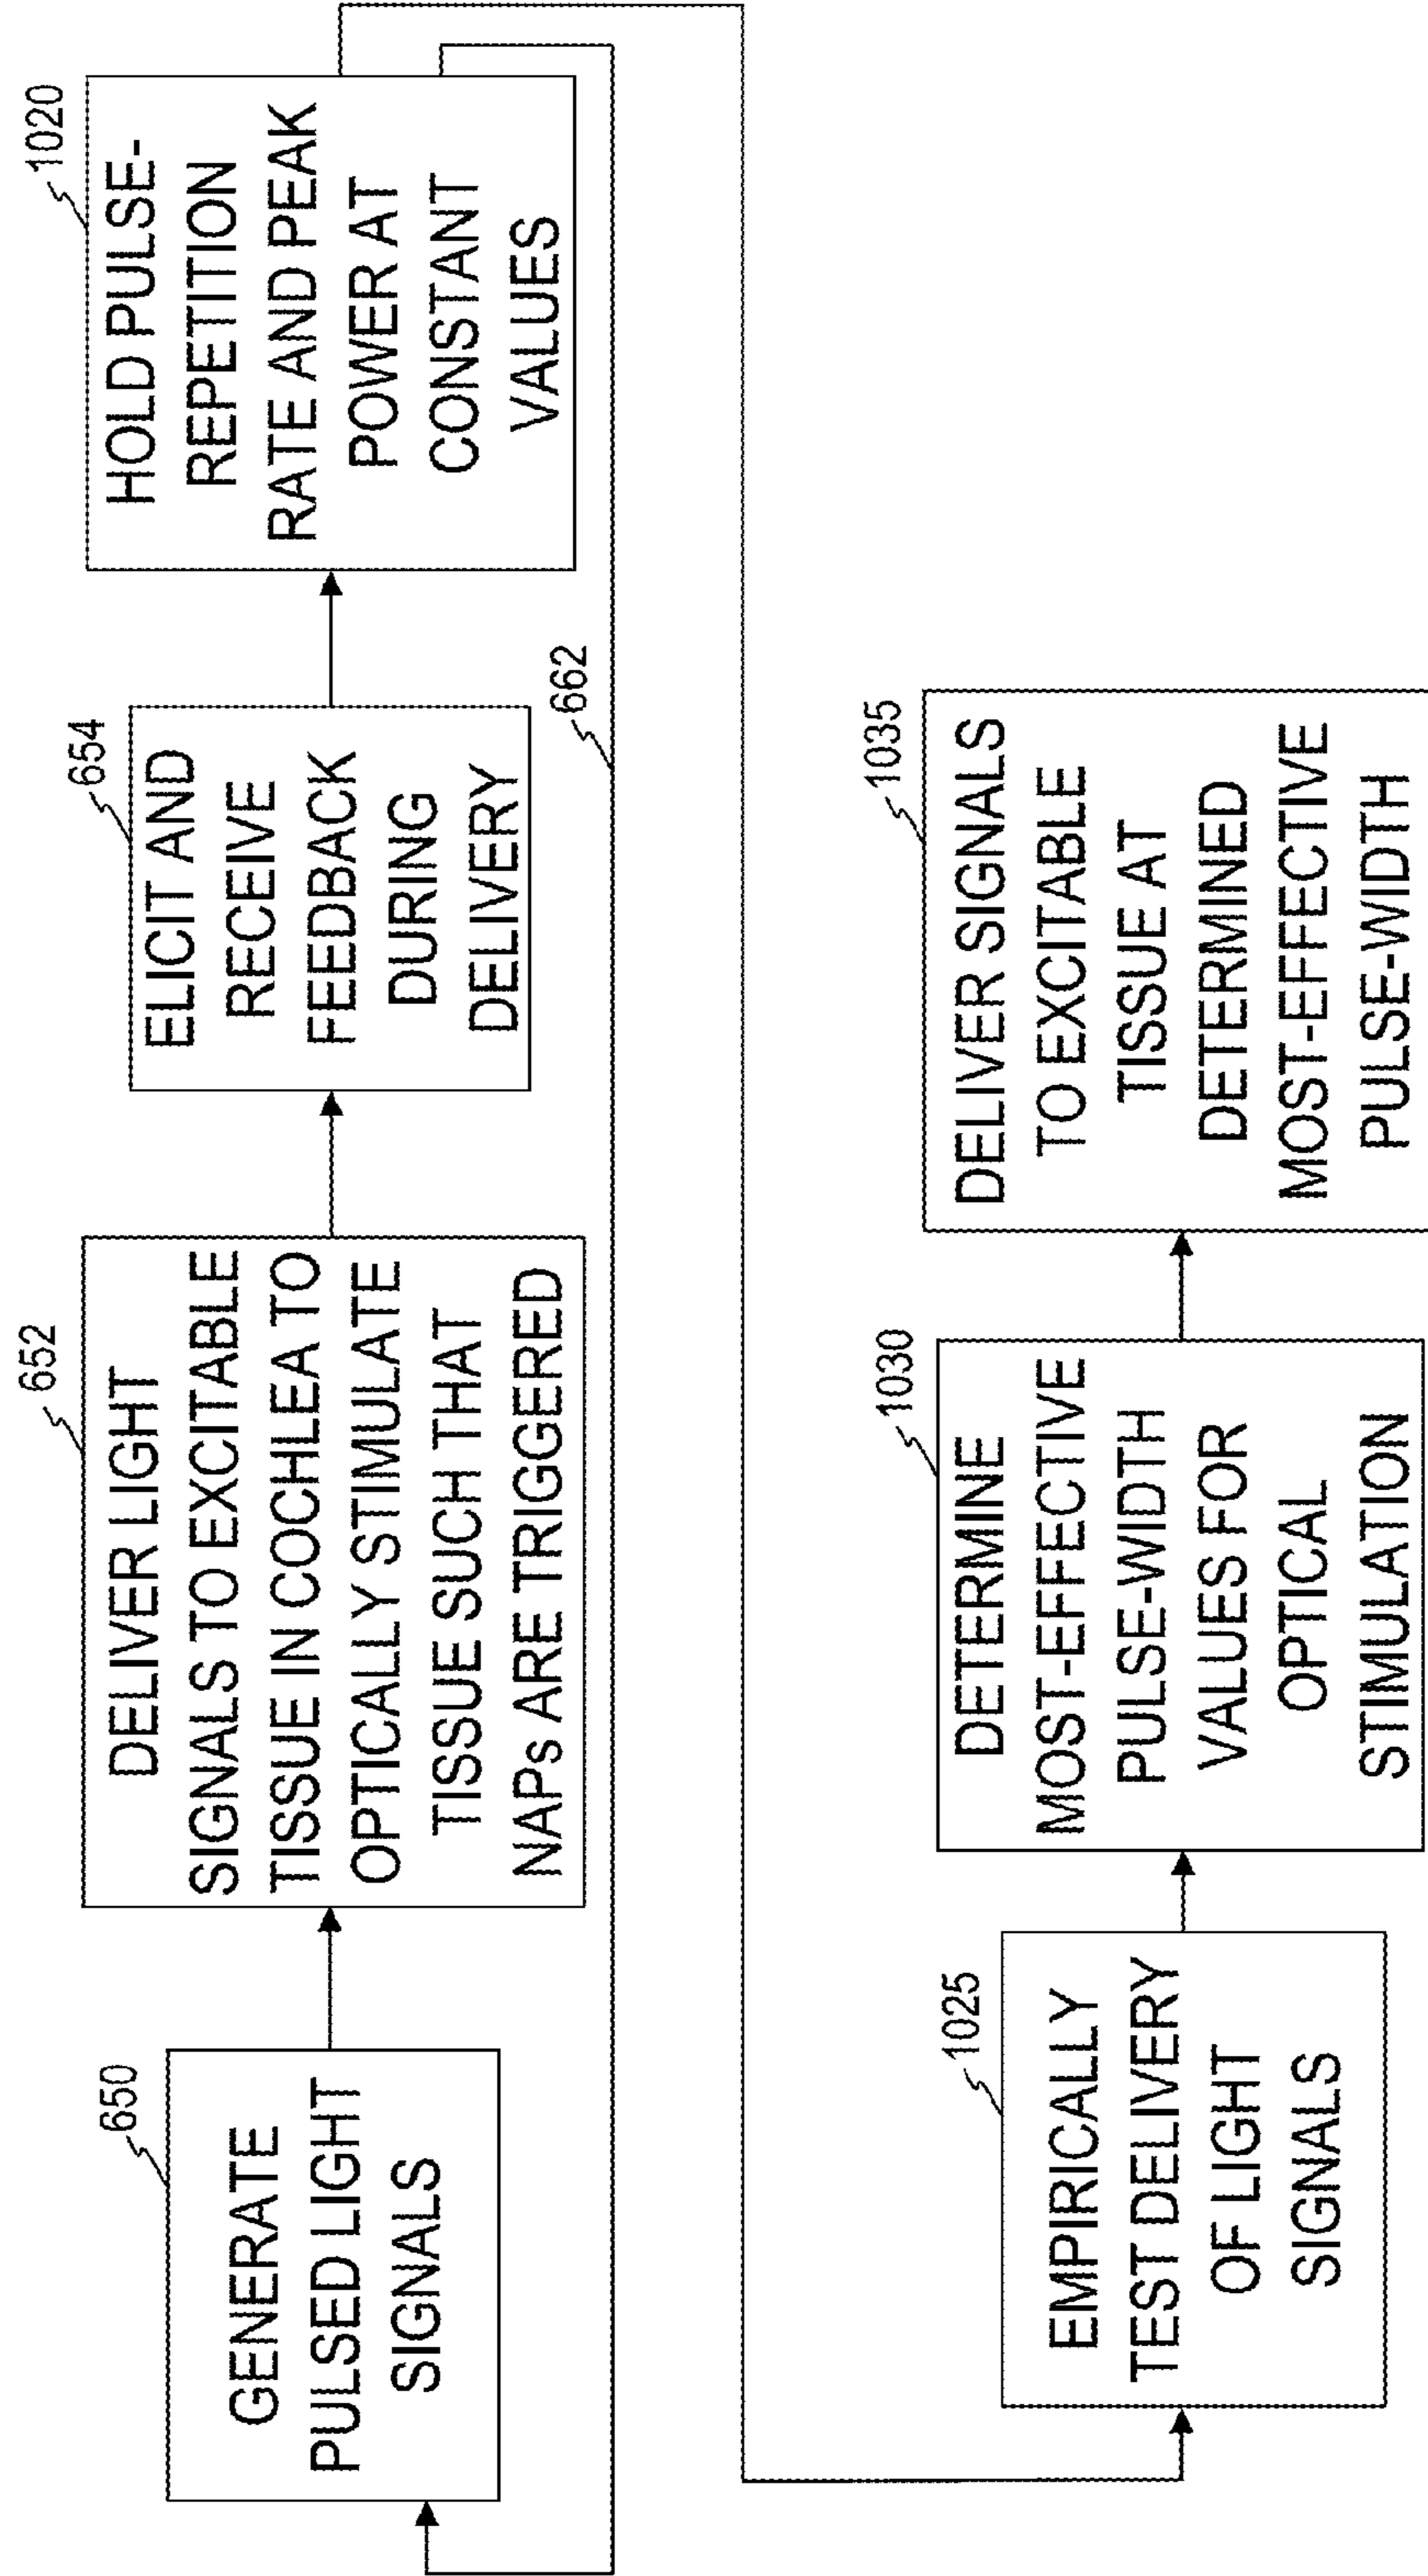 650
GENERATE
PULSED LIGHT
SIGNALS
652
DELIVER LIGHT
SIGNALS TO EXCITABLE
TISSUE IN COCHLEA TO
OPTICALLY STIMULATE
TISSUE SUCH THAT
NAPs ARE TRIGGERED
654
ELICIT AND
RECEIVE
FEEDBACK
DURING
DELIVERY
1020
HOLD PULSE-
REPETITION
RATE AND PEAK
POWER AT
CONSTANT
VALUES
662
1025
EMPIRICALLY
TEST DELIVERY
OF LIGHT
SIGNALS
1030
DETERMINE
MOST-EFFECTIVE
PULSE-WIDTH
VALUES FOR
OPTICAL
STIMULATION
1035
DELIVER SIGNALS
TO EXCITABLE
TISSUE AT
DETERMINED
MOST-EFFECTIVE
PULSE-WIDTH